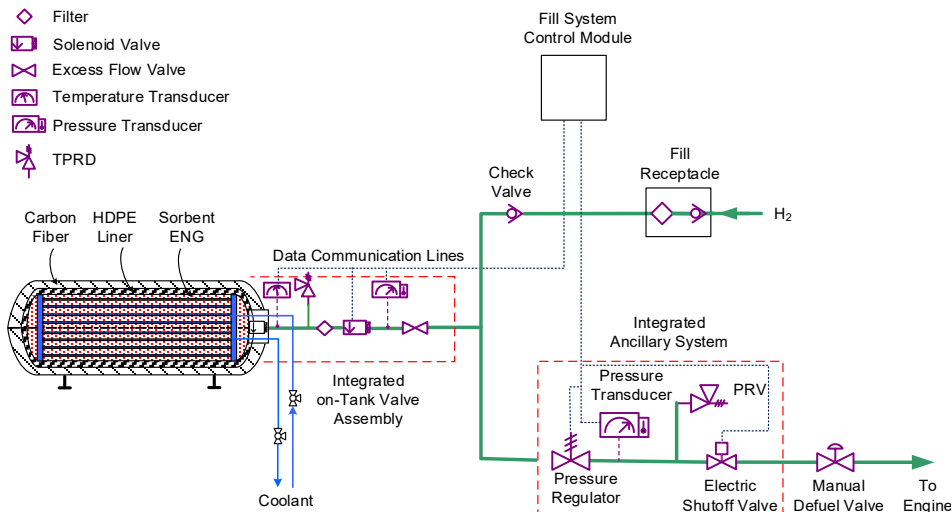 Filter
Solenoid Valve
Excess Flow Valve
Temperature Transducer
Pressure Transducer
TPRD
Fill System
Control Module
Check
Valve
Fill
Receptacle
H2
Carbon
Fiber
HDPE
Liner
Sorbent
ENG
Data Communication Lines
Integrated
on-Tank Valve
Assembly
Coolant
Integrated
Ancillary System
Pressure
Transducer
PRV
Pressure
Regulator
Electric
Shutoff Valve
Manual
Defuel Valve
To
Engine